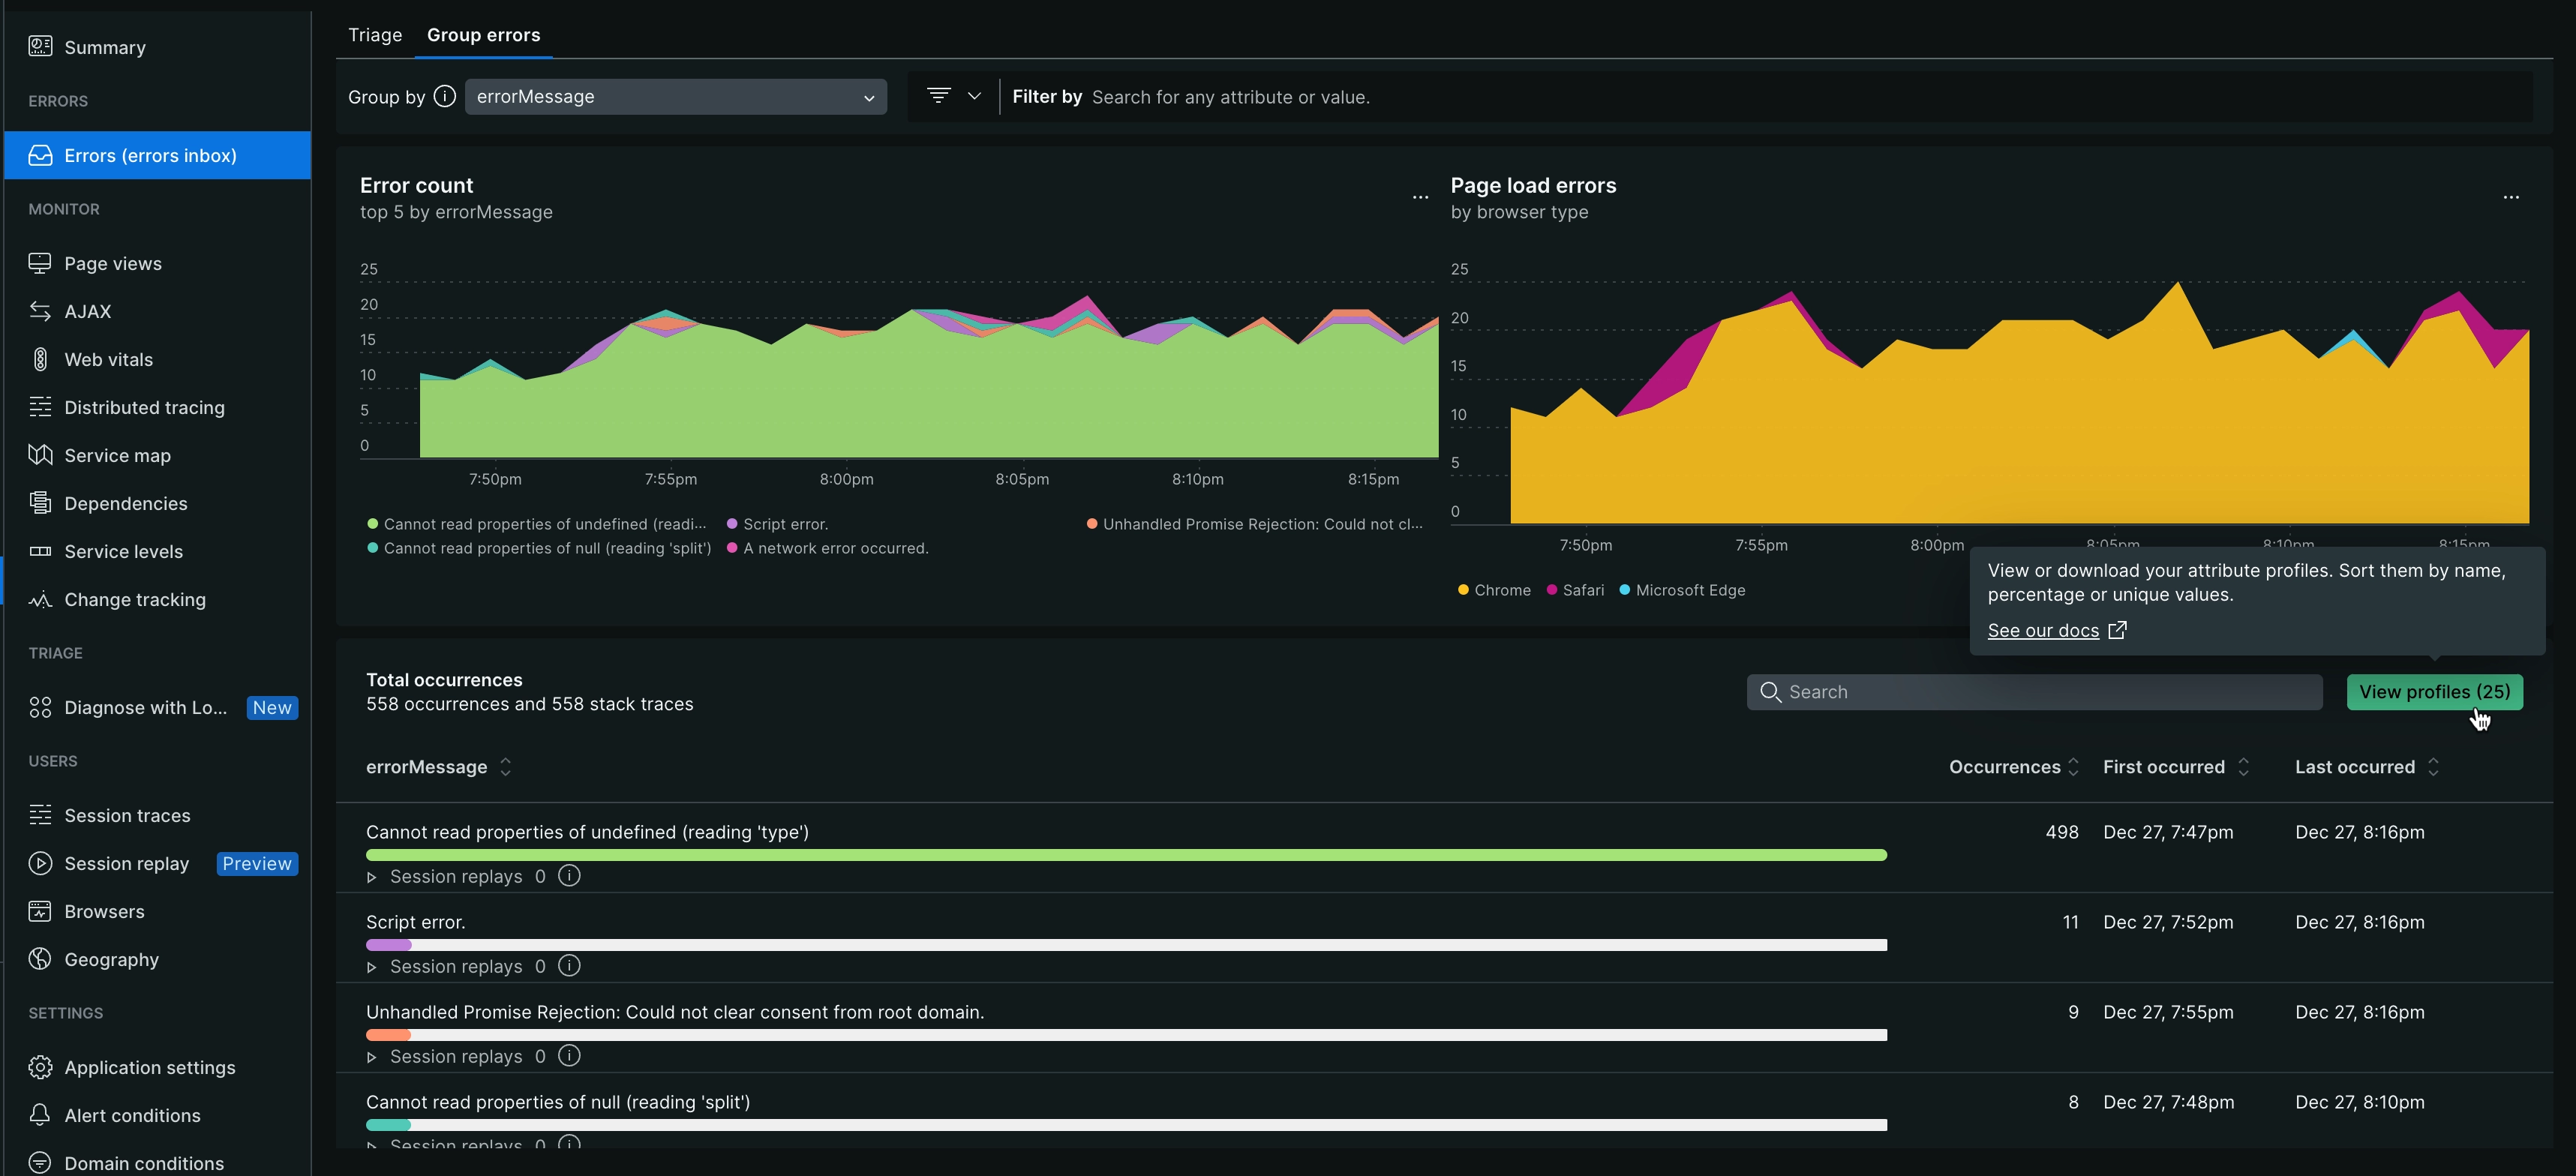 Summary
ERRORS
Errors (errors inbox)
MONITOR
Page views
AJAX
Web vitals
Distributed tracing
Service map
Dependencies
Service levels
Change tracking
TRIAGE
Diagnose with Lo... New
USERS
Session traces
Session replay Preview
Browsers
Geography
SETTINGS
Application settings
Alert conditions
Domain conditions
Triage Group errors
Group by errorMessage Filter by Search for any attribute or value.
Error count
top 5 by errorMessage
25
20
15
10
5
0
7:50pm 7:55pm 8:00pm 8:05pm 8:10pm 8:15pm
Cannot read properties of undefined (readi... Script error. Unhandled Promise Rejection: Could not cl...
Cannot read properties of null (reading 'split') A network error occurred.
Page load errors
by browser type
25
20
15
10
5
0
7:50pm 7:55pm 8:00pm 8:05pm 8:10pm 8:15pm
Chrome Safari Microsoft Edge
View or download your attribute profiles. Sort them by name,
percentage or unique values.
See our docs
Total occurrences
558 occurrences and 558 stack traces
Search View profiles (25)
errorMessage Occurrences First occurred Last occurred
Cannot read properties of undefined (reading 'type') 498 Dec 27, 7:47pm Dec 27, 8:16pm
Session replays 0
Script error. 11 Dec 27, 7:52pm Dec 27, 8:16pm
Session replays 0
Unhandled Promise Rejection: Could not clear consent from root domain. 9 Dec 27, 7:55pm Dec 27, 8:16pm
Session replays 0
Cannot read properties of null (reading 'split') 8 Dec 27, 7:48pm Dec 27, 8:10pm
Session replays 0